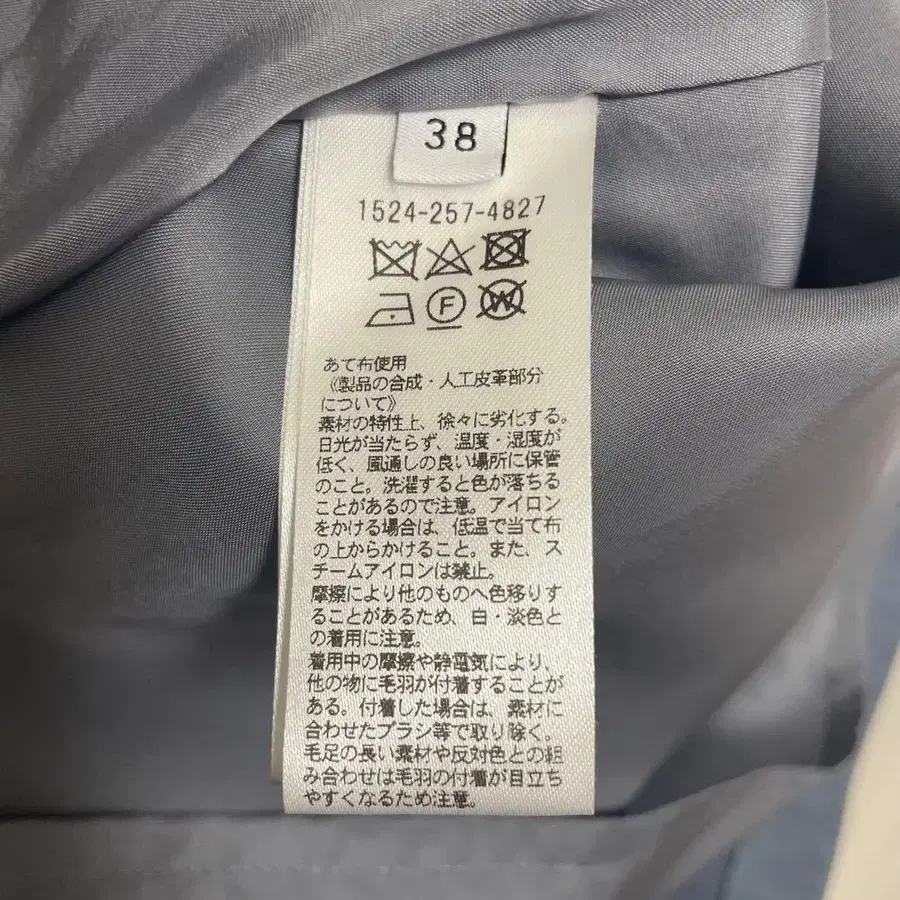 38
1524-257-4827
F
W
あて布使用
《製品の合成・人工皮革部分
について》
素材の特性上、徐々に劣化する。
日光が当たらず、温度・湿度が
低く、風通しの良い場所に保管
のこと。洗濯すると色が落ちる
ことがあるので注意。アイロン
をかける場合は、低温で当て布
の上からかけること。また、ス
チームアイロンは禁止。
摩擦により他のものへ色移りす
ることがあるため、白・淡色と
の着用に注意。
着用中の摩擦や静電気により、
他の物に毛羽が付着することが
ある。付着した場合は、素材に
合わせたブラシ等で取り除く。
毛足の長い素材や反対色との組
み合わせは毛羽の付着が目立ち
やすくなるため注意。